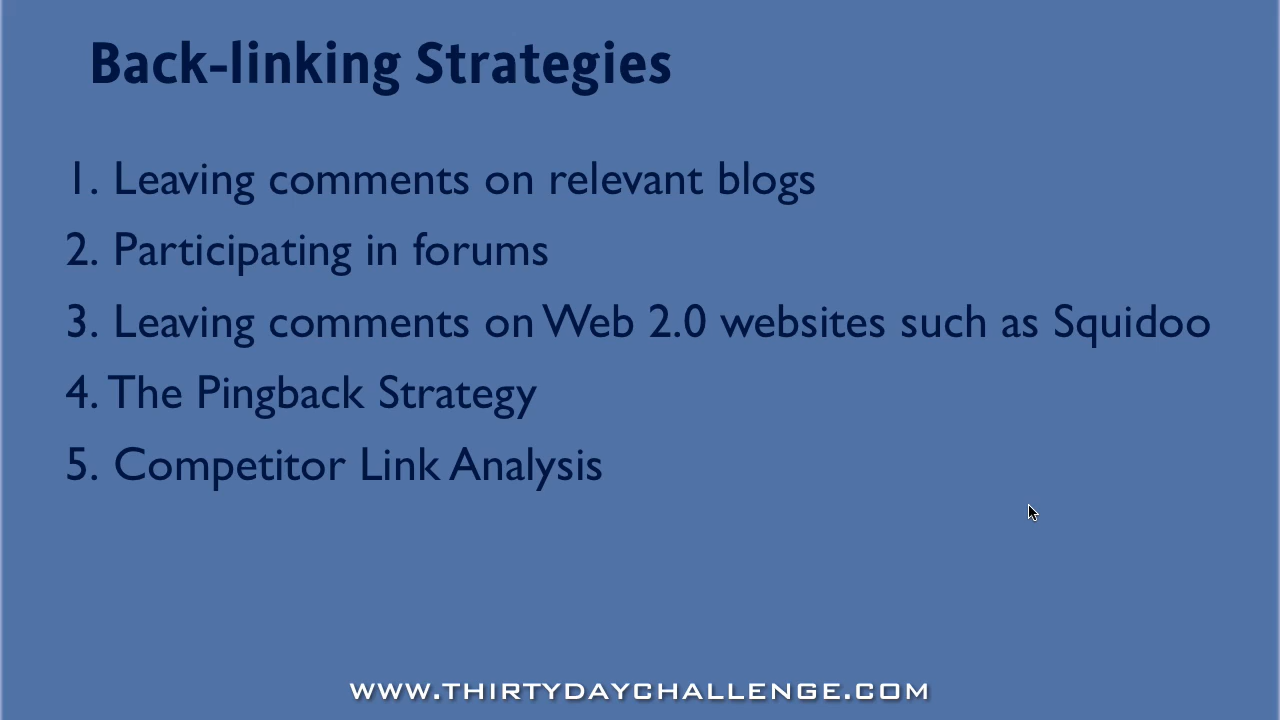 Back-linking Strategies
1. Leaving comments on relevant blogs
2. Participating in forums
3. Leaving comments on Web 2.0 websites such as Squidoo
4. The Pingback Strategy
5. Competitor Link Analysis
WWW.THIRTYDAYCHALLENGE.COM